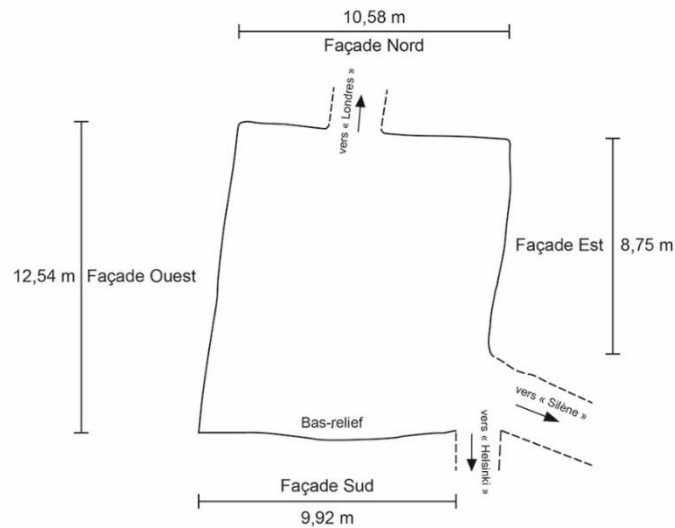 10,58 m
Façade Nord
vers « Londres »
12,54 m
Façade Ouest
Façade Est
8,75 m
vers « Silène »
Bas-relief
vers « Helsinki »
Façade Sud
9,92 m